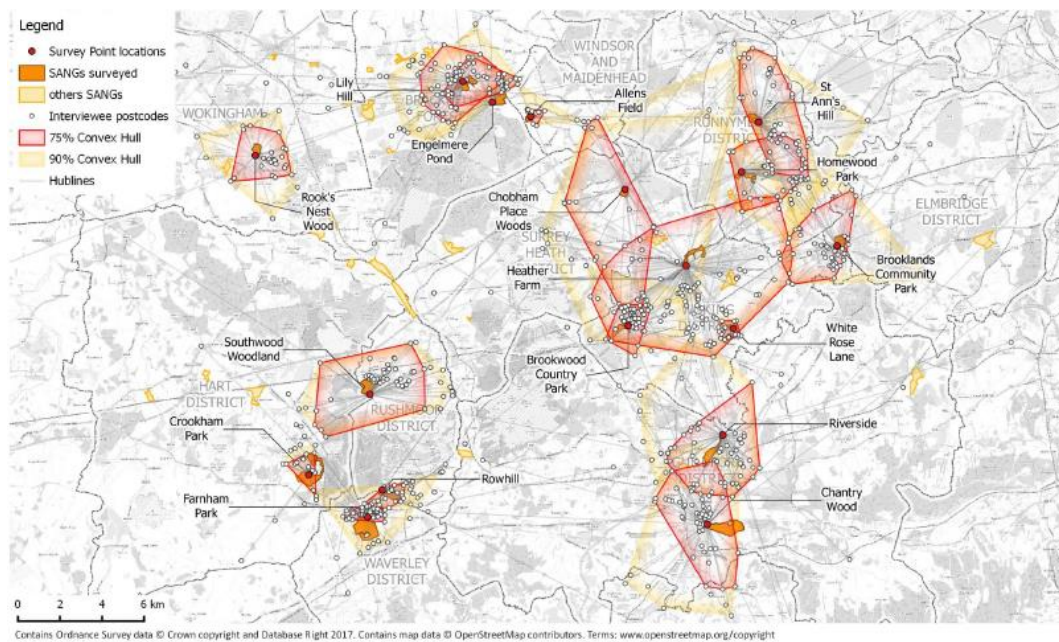 Legend
Survey Point locations
SANGs surveyed
others SANGs
Interviewee postcodes
75% Convex Hull
90% Convex Hull
Hublines
WINDSOR
AND
MAIDENHEAD
Lily
Hill
Allens
Field
St
Ann's
Hill
WOKINGHAM
Engelmere
Pond
RUNNYMEDE
DISTRICT
Homewood
Park
Rook's
Nest
Wood
Chobham
Place
Woods
ELMBRIDGE
DISTRICT
SURREY
HEATH
DISTRICT
Heather
Farm
Brooklands
Community
Park
White
Rose
Lane
Southwood
Woodland
Brookwood
Country
Park
HART
DISTRICT
RUSHMOOR
DISTRICT
Crookham
Park
Riverside
Rowhill
Farnham
Park
Chantry
Wood
WAVERLEY
DISTRICT
0 2 4 6 km
Contains Ordnance Survey data © Crown copyright and Database Right 2017. Contains map data © OpenStreetMap contributors. Terms: www.openstreetmap.org/copyright